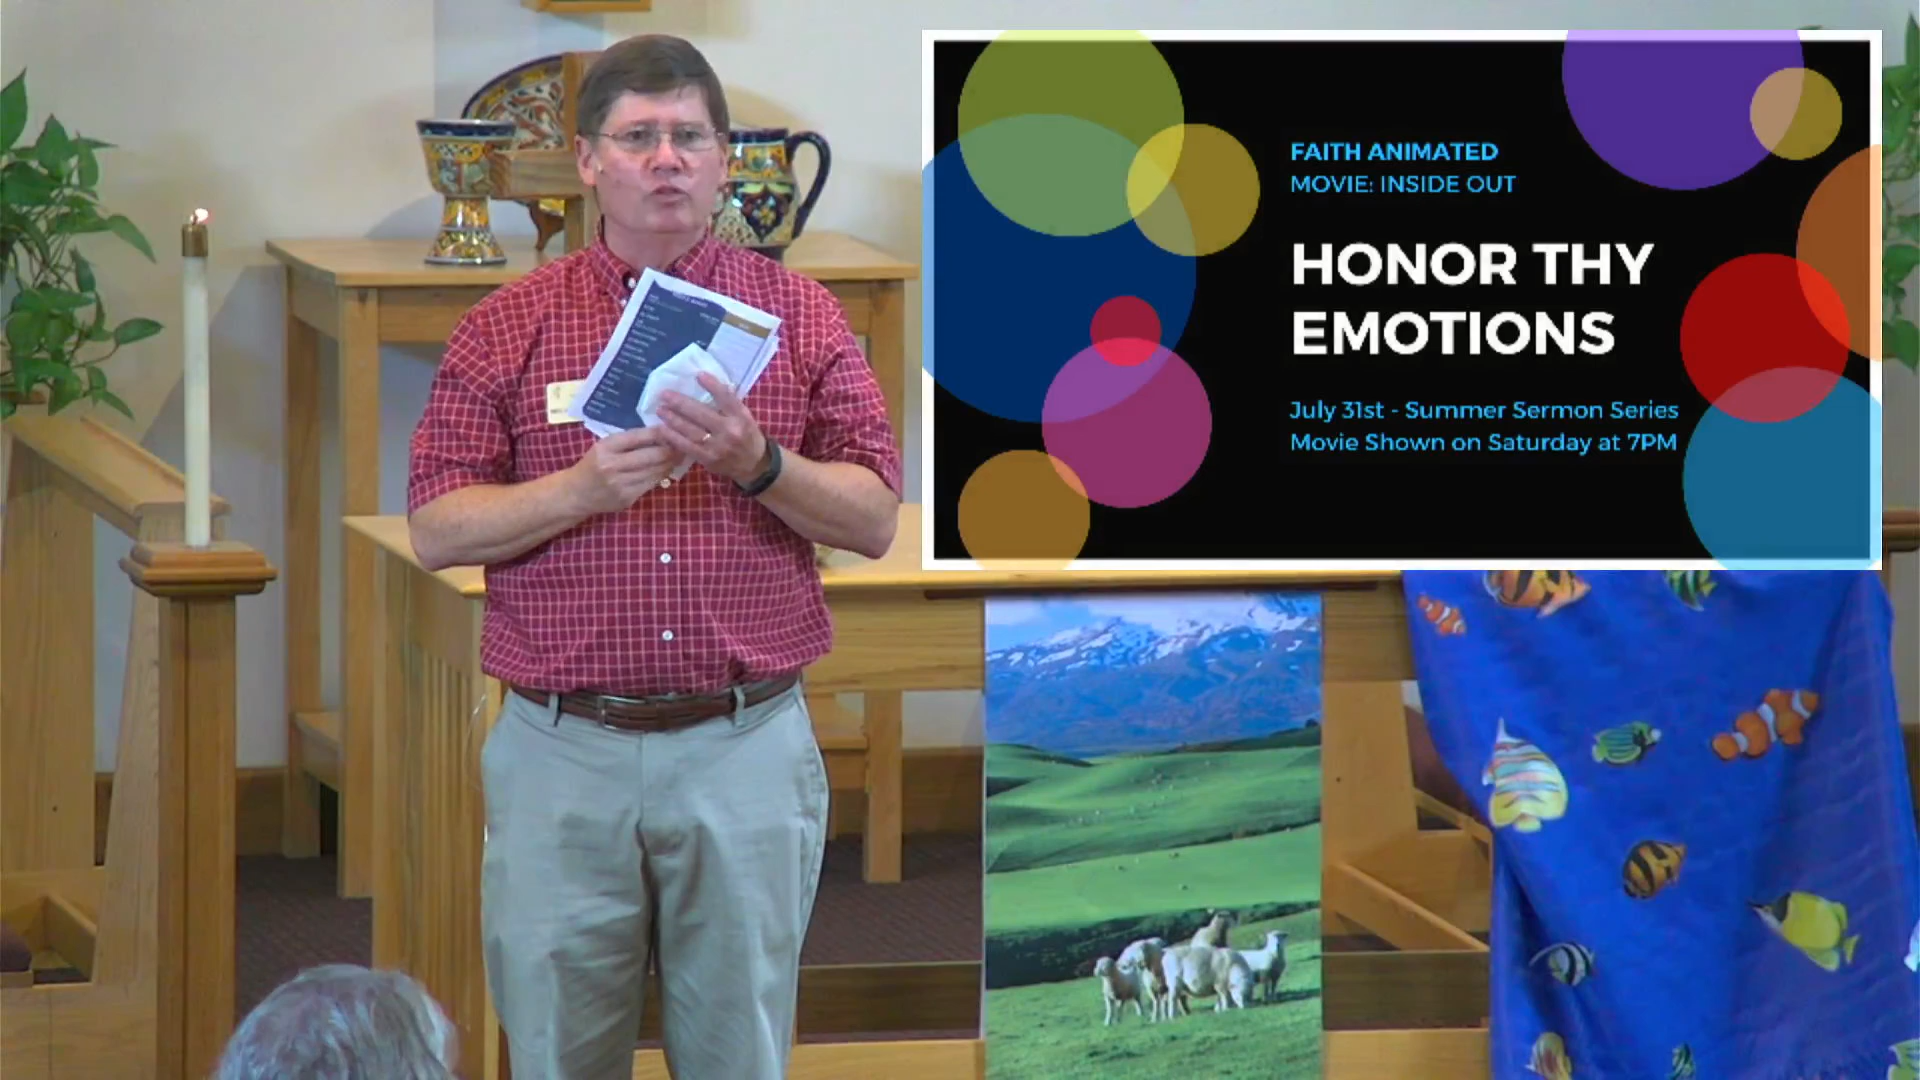 FAITH ANIMATED
MOVIE: INSIDE OUT
HONOR THY
EMOTIONS
July 31st - Summer Sermon Series
Movie Shown on Saturday at 7PM